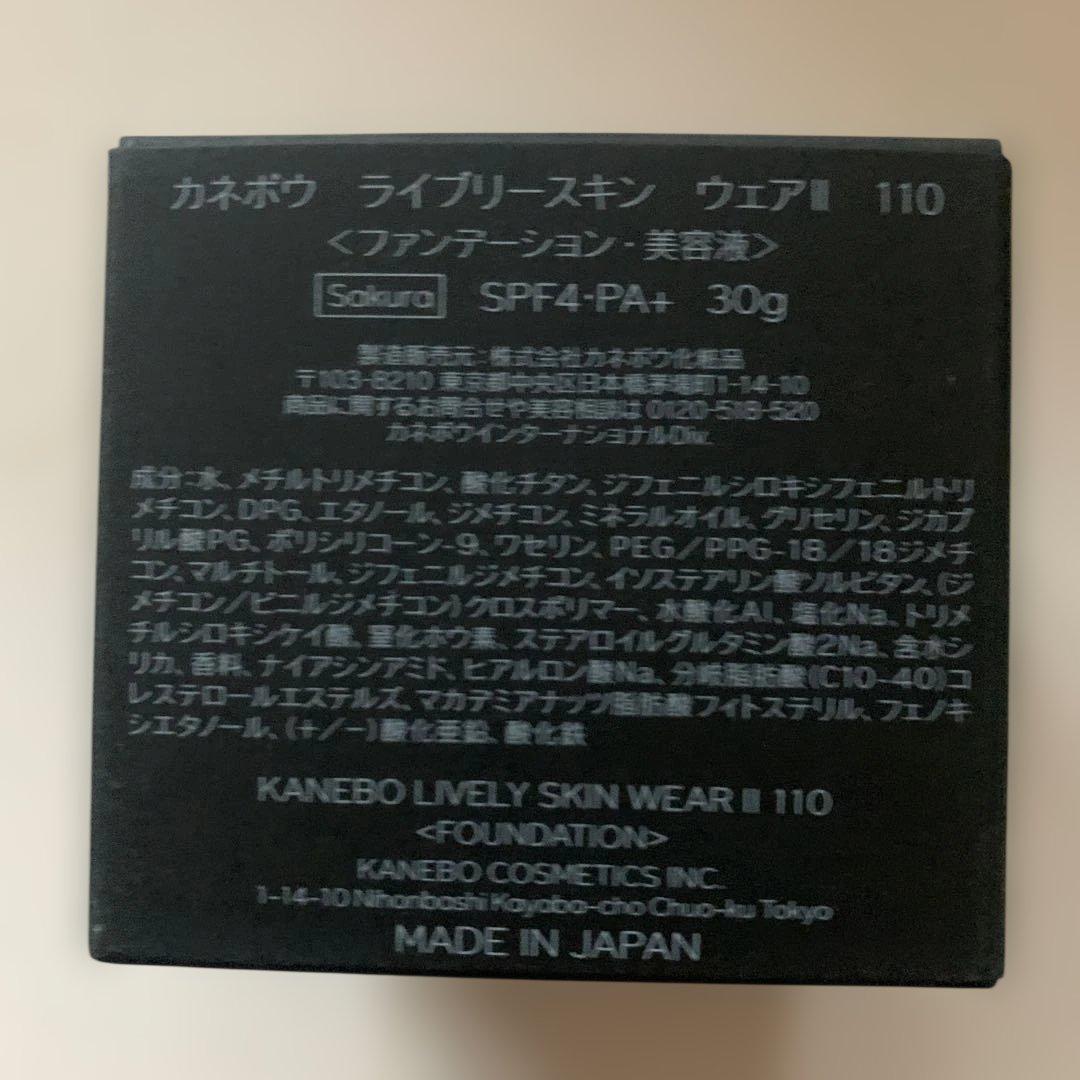 カネボウ ライブリースキン ウェアⅡ 110
<ファンデーション・美容液>
Sakura SPF4・PA+ 30g
製造販売元:株式会社カネボウ化粧品
〒103-8210 東京都中央区日本橋茅場町1-14-10
商品に関するお問合せや美容相談は 0120-518-520
カネボウインターナショナルDiv.
成分:水、メチルトリメチコン、酸化チタン、ジフェニルシロキシフェニルトリ
メチコン、DPG、エタノール、ジメチコン、ミネラルオイル、グリセリン、ジカプ
リル酸PG、ポリシリコーン-9、ワセリン、PEG/PPG-18/18ジメチ
コン、マルチトール、ジフェニルジメチコン、イソステアリン酸ソルビタン、(ジ
メチコン/ビニルジメチコン)クロスポリマー、水酸化Al、塩化Na、トリメ
チルシロキシケイ酸、窒化ホウ素、ステアロイルグルタミン酸2Na、含水シ
リカ、香料、ナイアシンアミド、ヒアルロン酸Na、分岐脂肪酸(C10-40)コ
レステロールエステルズ、マカデミアナッツ脂肪酸フィトステリル、フェノキ
シエタノール、(+/-)酸化亜鉛、酸化鉄
KANEBO LIVELY SKIN WEAR Ⅱ 110
<FOUNDATION>
KANEBO COSMETICS INC.
1-14-10 Nihonbashi Kayaba-cho Chuo-ku Tokyo
MADE IN JAPAN